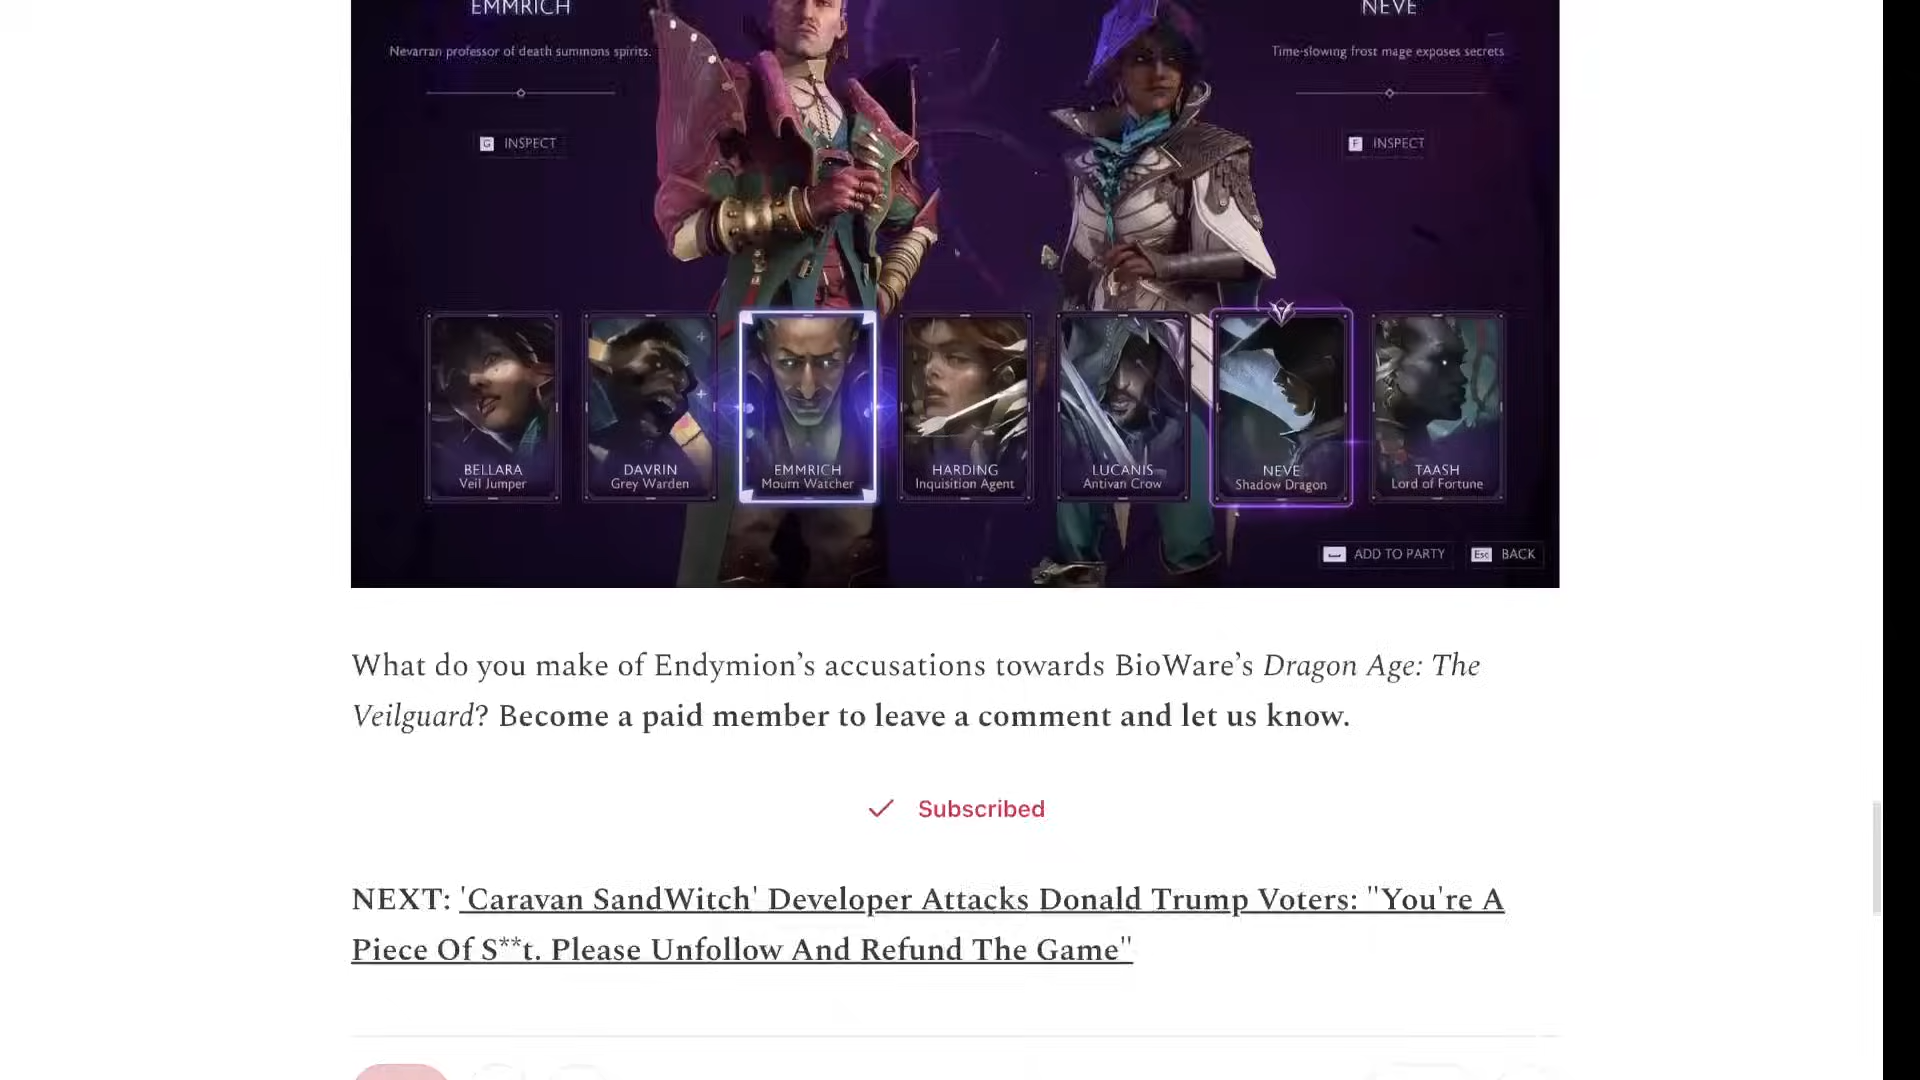 EMMRICH
NEVE
Nevarran professor of death summons spirits.
Time-slowing frost mage exposes secrets
G INSPECT
F INSPECT
BELLARA
Veil Jumper
DAVRIN
Grey Warden
EMMRICH
Mourn Watcher
HARDING
Inquisition Agent
LUCANIS
Antivan Crow
NEVE
Shadow Dragon
TAASH
Lord of Fortune
ADD TO PARTY
Esc BACK
What do you make of Endymion’s accusations towards BioWare’s Dragon Age: The
Veilguard? Become a paid member to leave a comment and let us know.
Subscribed
NEXT: 'Caravan SandWitch' Developer Attacks Donald Trump Voters: "You're A
Piece Of S**t. Please Unfollow And Refund The Game"